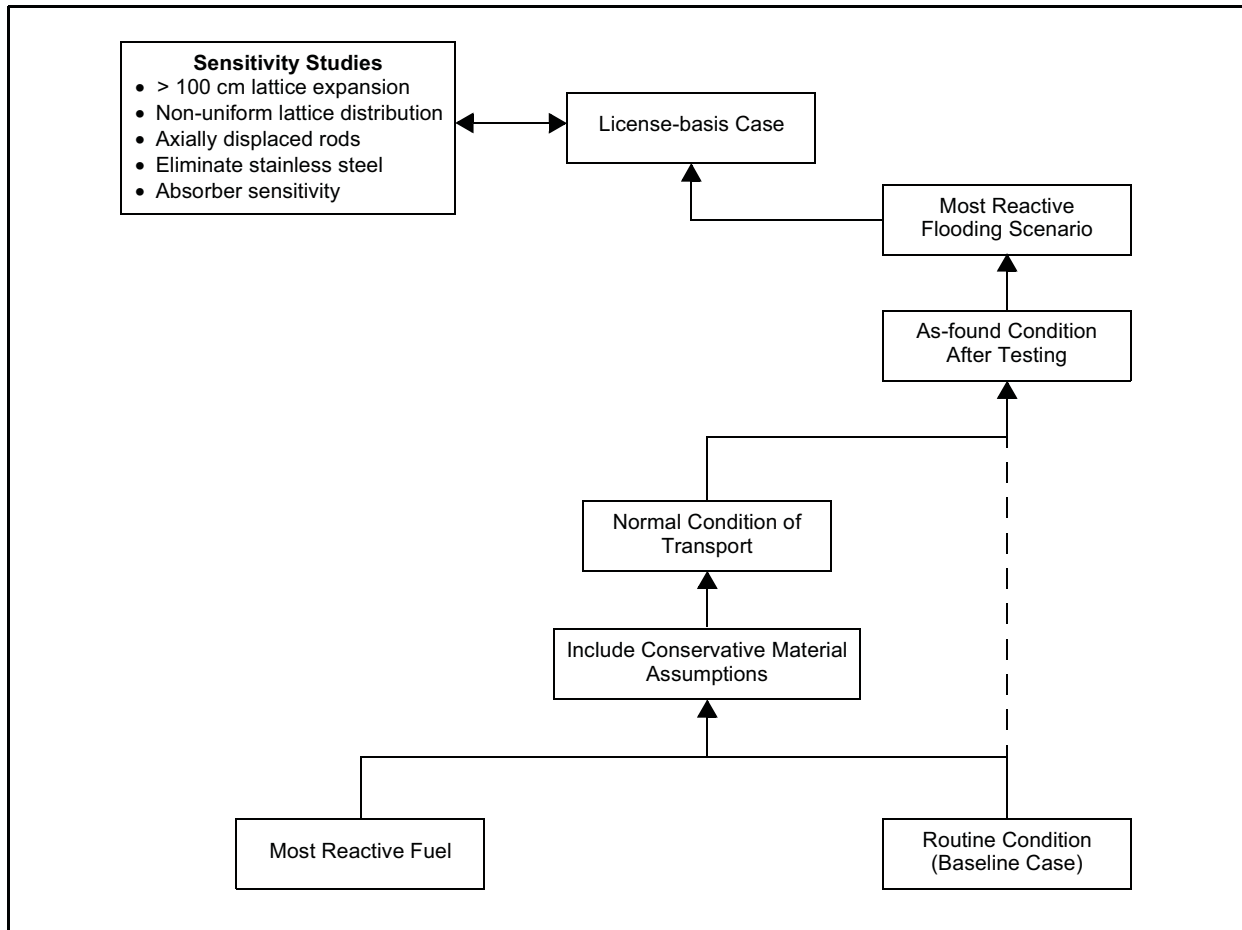 Sensitivity Studies
• > 100 cm lattice expansion
• Non-uniform lattice distribution
• Axially displaced rods
• Eliminate stainless steel
• Absorber sensitivity
License-basis Case
Most Reactive
Flooding Scenario
As-found Condition
After Testing
Normal Condition of
Transport
Include Conservative Material
Assumptions
Most Reactive Fuel
Routine Condition
(Baseline Case)